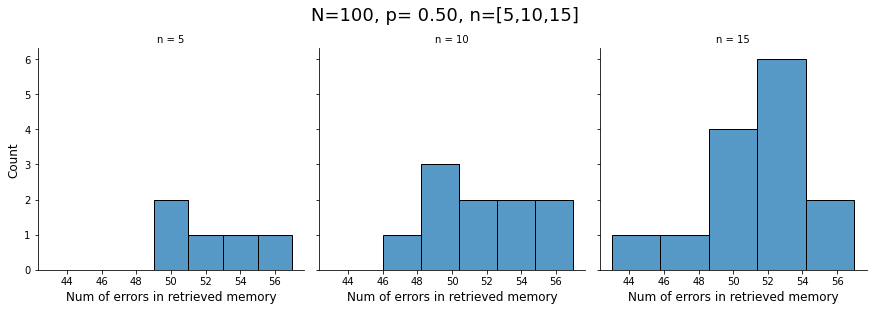 N=100, p= 0.50, n=[5,10,15]
n = 5
n = 10
n = 15
Count
6
5
4
3
2
1
0
44 46 48 50 52 54 56
44 46 48 50 52 54 56
44 46 48 50 52 54 56
Num of errors in retrieved memory
Num of errors in retrieved memory
Num of errors in retrieved memory